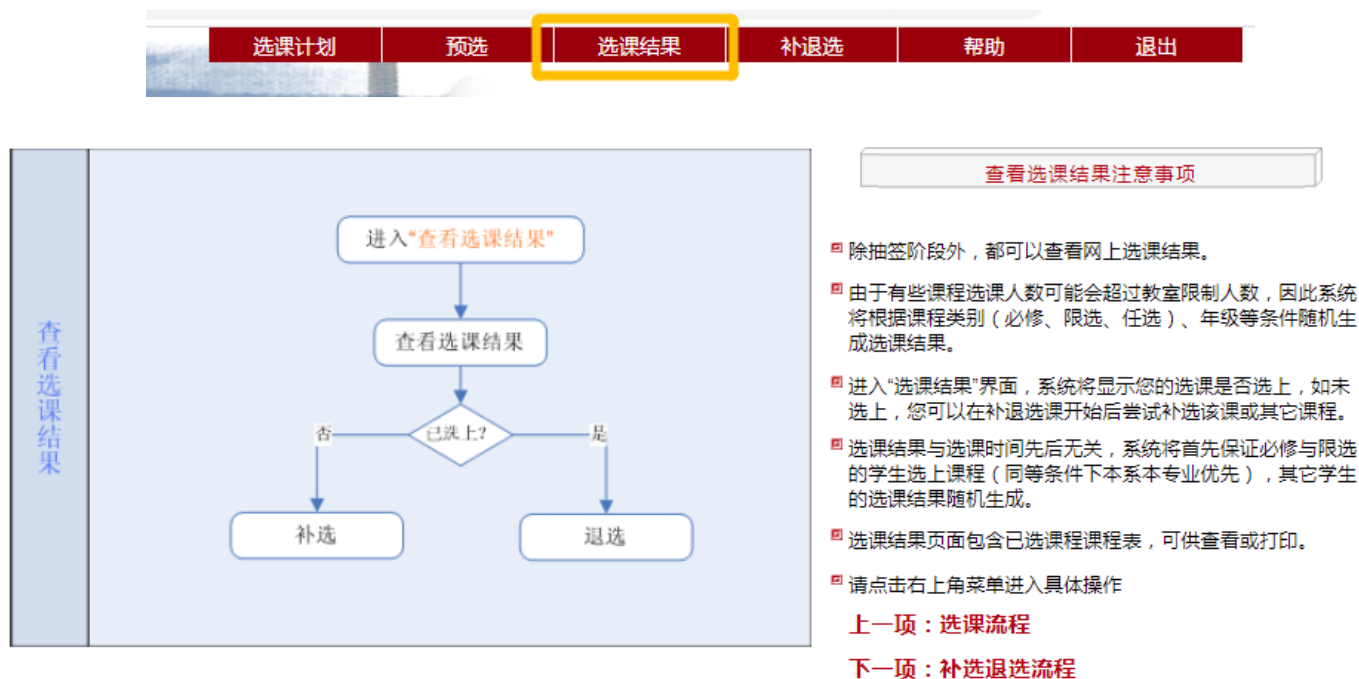 选课计划 预选 选课结果 补退选 帮助 退出
查看选课结果
进入“查看选课结果”
查看选课结果
已选上?
否
是
补选
退选
查看选课结果注意事项
除抽签阶段外，都可以查看网上选课结果。
由于有些课程选课人数可能会超过教室限制人数，因此系统
将根据课程类别（必修、限选、任选）、年级等条件随机生
成选课结果。
进入“选课结果”界面，系统将显示您的选课是否选上，如未
选上，您可以在补退选课开始后尝试补选该课或其它课程。
选课结果与选课时间先后无关，系统将首先保证必修与限选
的学生选上课程（同等条件下本系本专业优先），其它学生
的选课结果随机生成。
选课结果页面包含已选课程课程表，可供查看或打印。
请点击右上角菜单进入具体操作
上一项：选课流程
下一项：补选退选流程